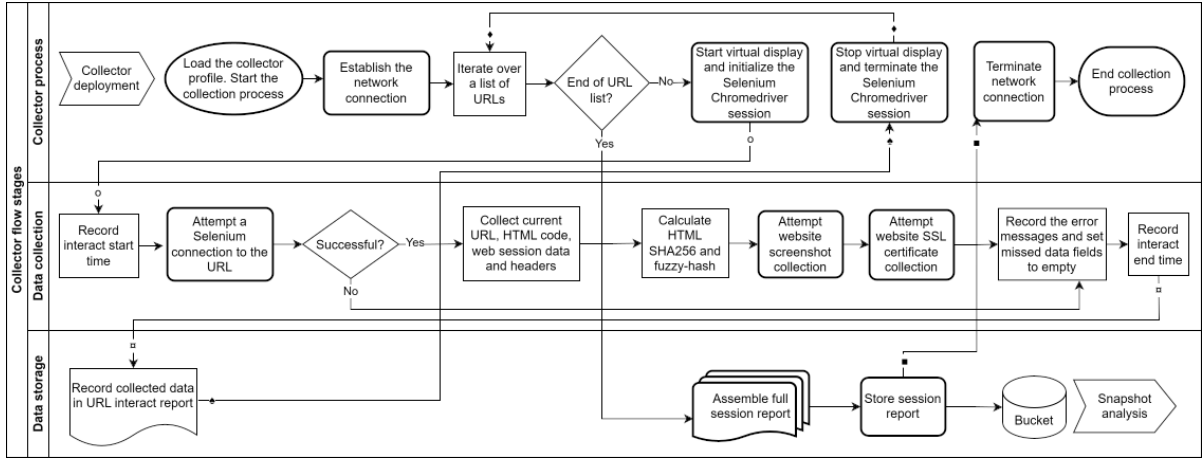 Collector flow stages
Collector process
Collector
deployment
Load the collector
profile. Start the
collection process
Establish the
network
connection
Iterate over
a list of
URLs
End of URL
list?
No
Yes
Start virtual display
and initialize the
Selenium
Chromedriver
session
Stop virtual display
and terminate the
Selenium
Chromedriver
session
Terminate
network
connection
End collection
process
Data collection
Record
interact start
time
Attempt a
Selenium
connection to the
URL
Successful?
Yes
No
Collect current
URL, HTML code,
web session data
and headers
Calculate
HTML
SHA256 and
fuzzy-hash
Attempt
website
screenshot
collection
Attempt
website SSL
certificate
collection
Record the error
messages and set
missed data fields
to empty
Record
interact
end time
Data storage
Record collected data
in URL interact report
Assemble full
session report
Store session
report
Bucket
Snapshot
analysis